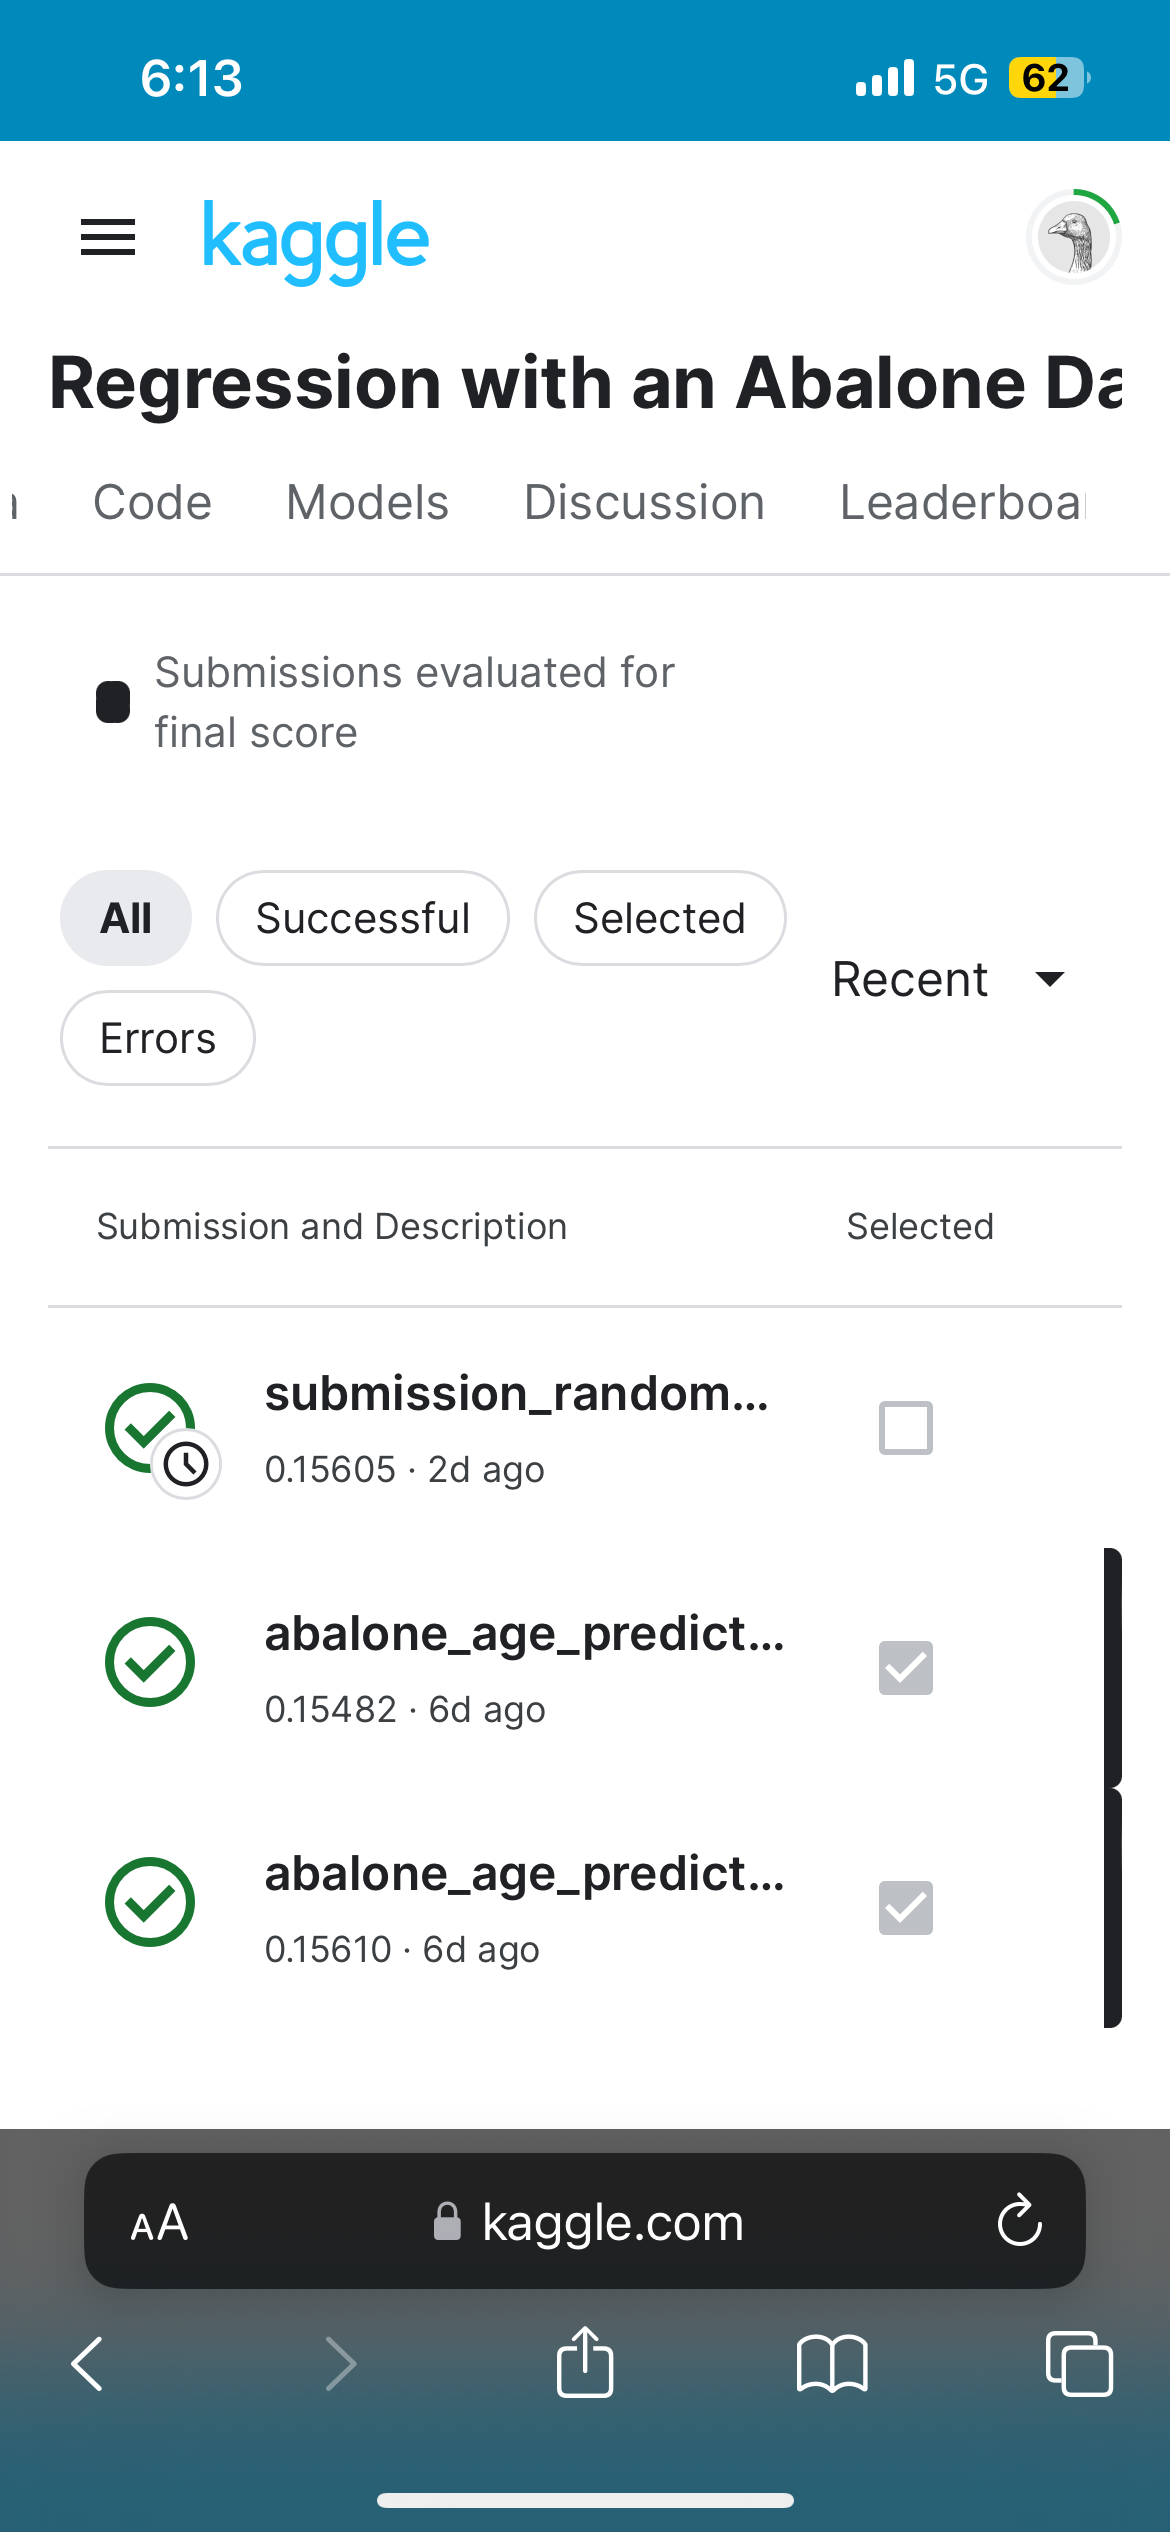 6:13
5G 62
kaggle
Regression with an Abalone Da
Code Models Discussion Leaderboa
Submissions evaluated for
final score
All Successful Selected
Recent
Errors
Submission and Description Selected
submission_random...
0.15605 · 2d ago
abalone_age_predict...
0.15482 · 6d ago
abalone_age_predict...
0.15610 · 6d ago
AA kaggle.com